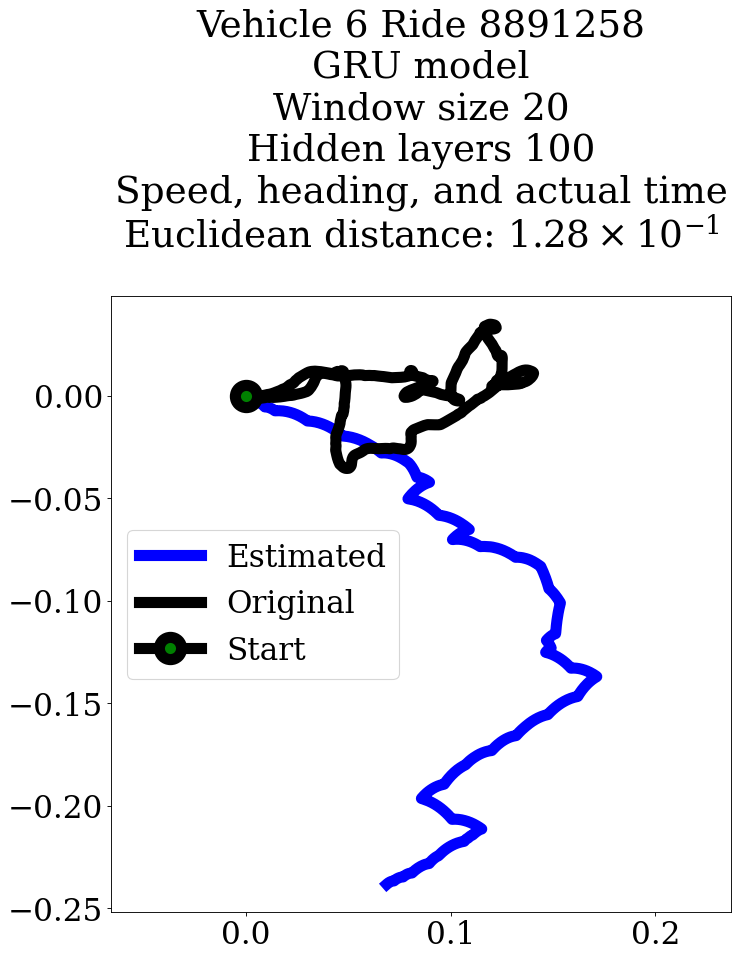 Vehicle 6 Ride 8891258
GRU model
Window size 20
Hidden layers 100
Speed, heading, and actual time
Euclidean distance: 1.28 × 10⁻¹
0.00
−0.05
−0.10
−0.15
−0.20
−0.25
Estimated
Original
Start
0.0 0.1 0.2